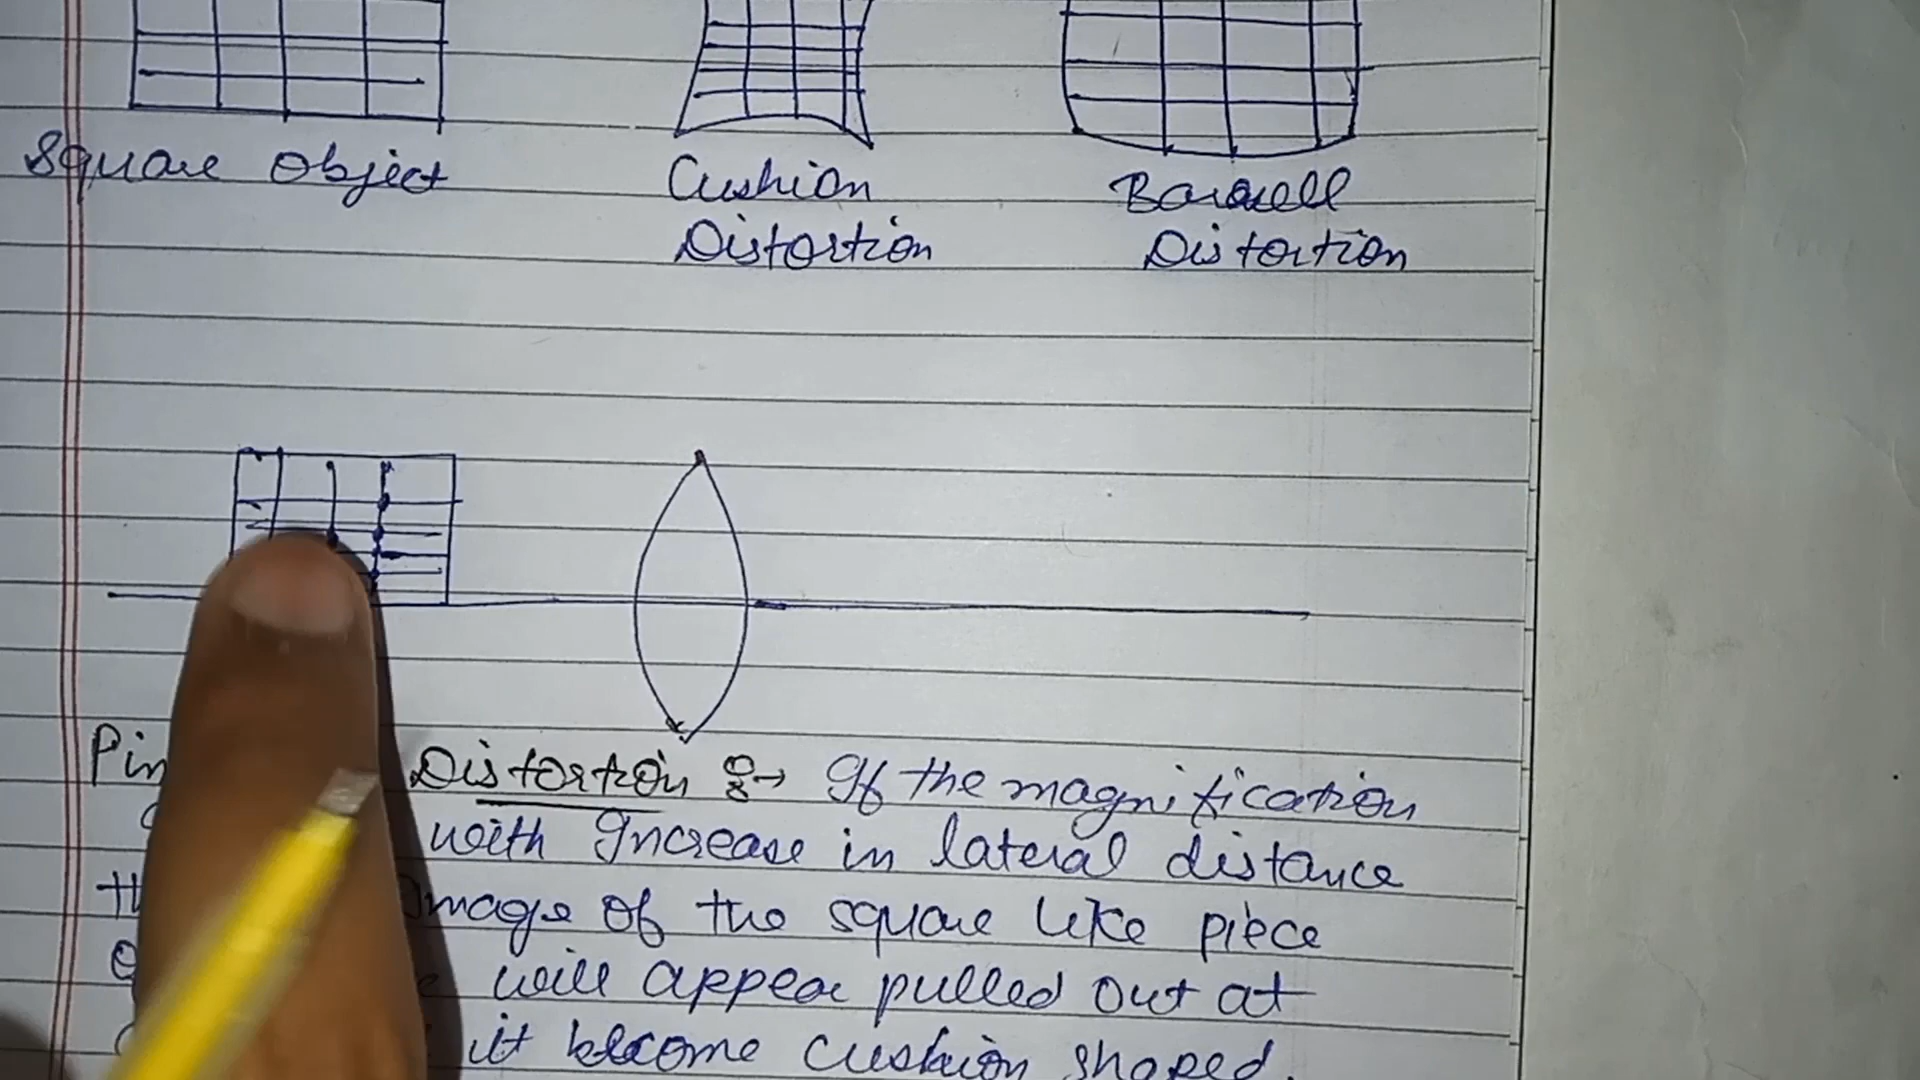 Square Object
Cushion
Distortion
Barrell
Distortion
Pin Distortion :→ If the magnification
with Increase in lateral distance
Image of the square like piece
will appear pulled out at
it become cushion shaped.